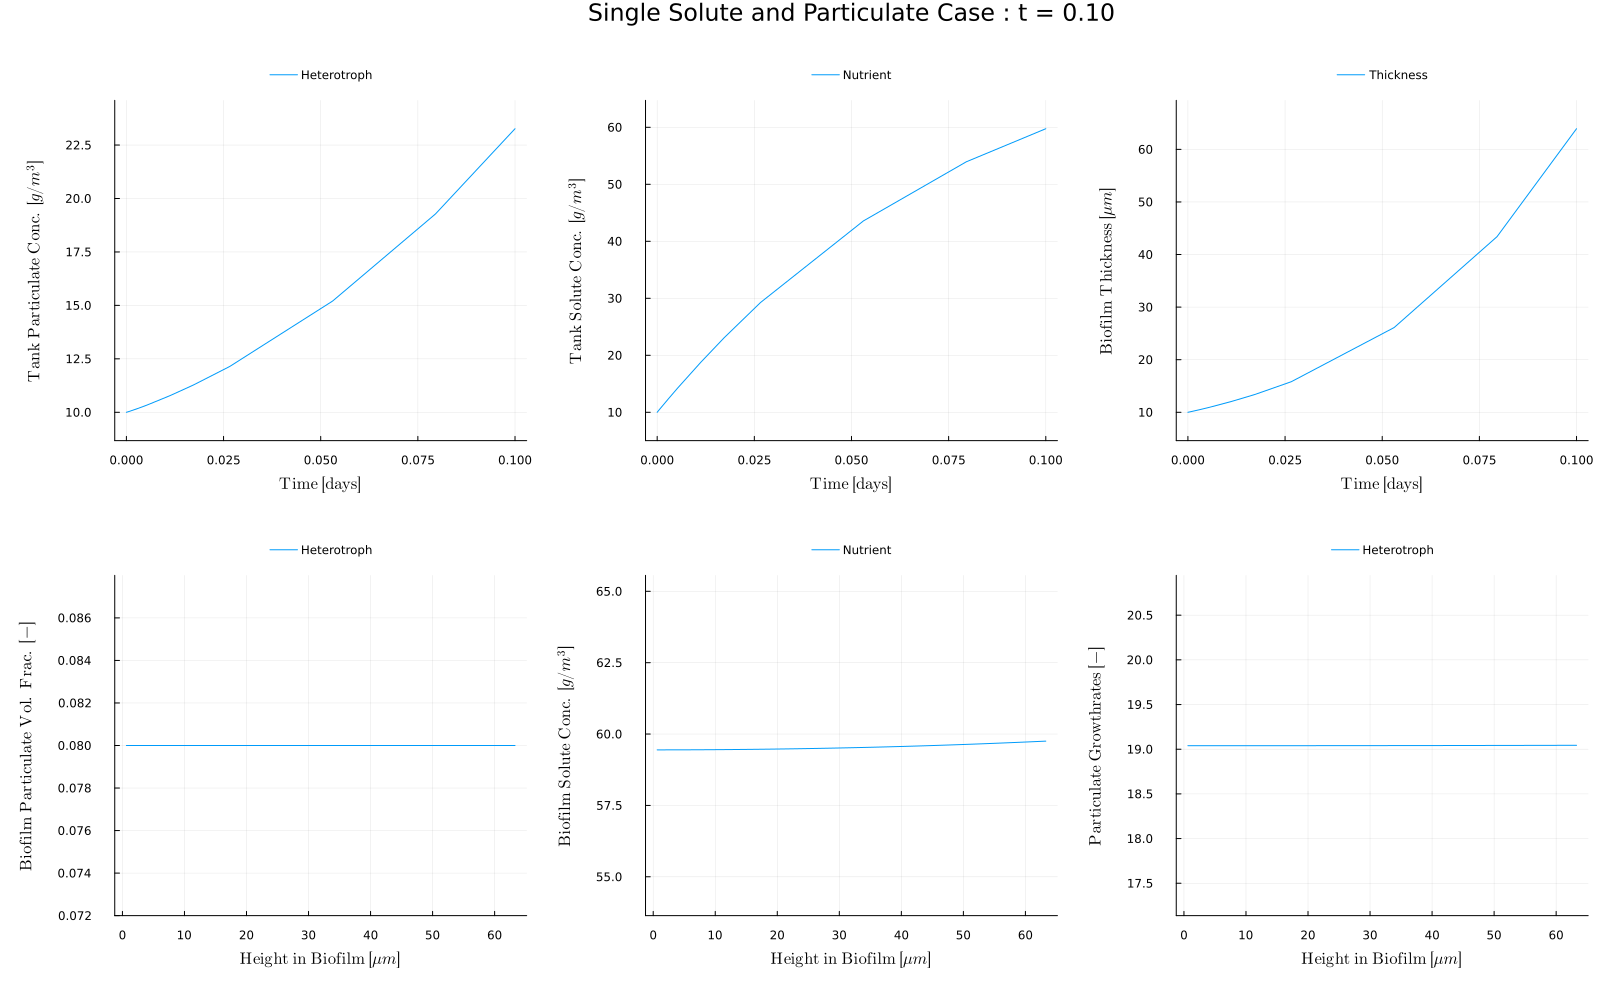 Single Solute and Particulate Case : t = 0.10
Heterotroph
Tank Particulate Conc. [g/m³]
22.5
20.0
17.5
15.0
12.5
10.0
0.000 0.025 0.050 0.075 0.100
Time [days]
Nutrient
Tank Solute Conc. [g/m³]
60
50
40
30
20
10
0.000 0.025 0.050 0.075 0.100
Time [days]
Thickness
Biofilm Thickness [μm]
60
50
40
30
20
10
0.000 0.025 0.050 0.075 0.100
Time [days]
Heterotroph
Biofilm Particulate Vol. Frac. [−]
0.086
0.084
0.082
0.080
0.078
0.076
0.074
0.072
0 10 20 30 40 50 60
Height in Biofilm [μm]
Nutrient
Biofilm Solute Conc. [g/m³]
65.0
62.5
60.0
57.5
55.0
0 10 20 30 40 50 60
Height in Biofilm [μm]
Heterotroph
Particulate Growthrates [−]
20.5
20.0
19.5
19.0
18.5
18.0
17.5
0 10 20 30 40 50 60
Height in Biofilm [μm]